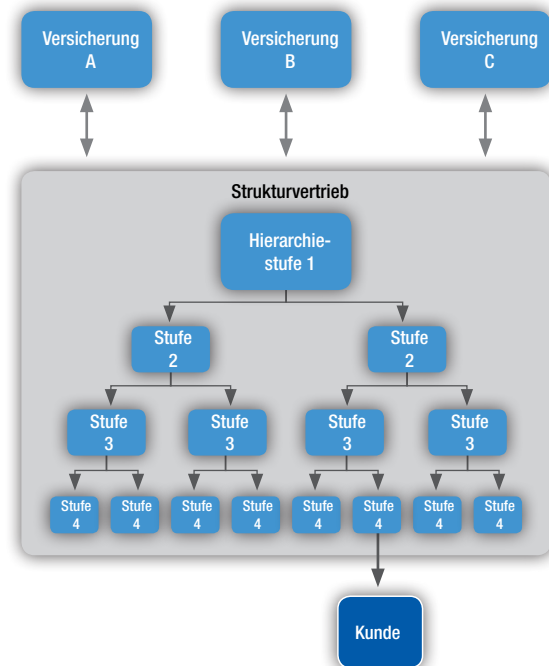 Versicherung
A
Versicherung
B
Versicherung
C
Strukturvertrieb
Hierarchie-
stufe 1
Stufe
2
Stufe
2
Stufe
3
Stufe
3
Stufe
3
Stufe
3
Stufe
4
Stufe
4
Stufe
4
Stufe
4
Stufe
4
Stufe
4
Stufe
4
Stufe
4
Kunde